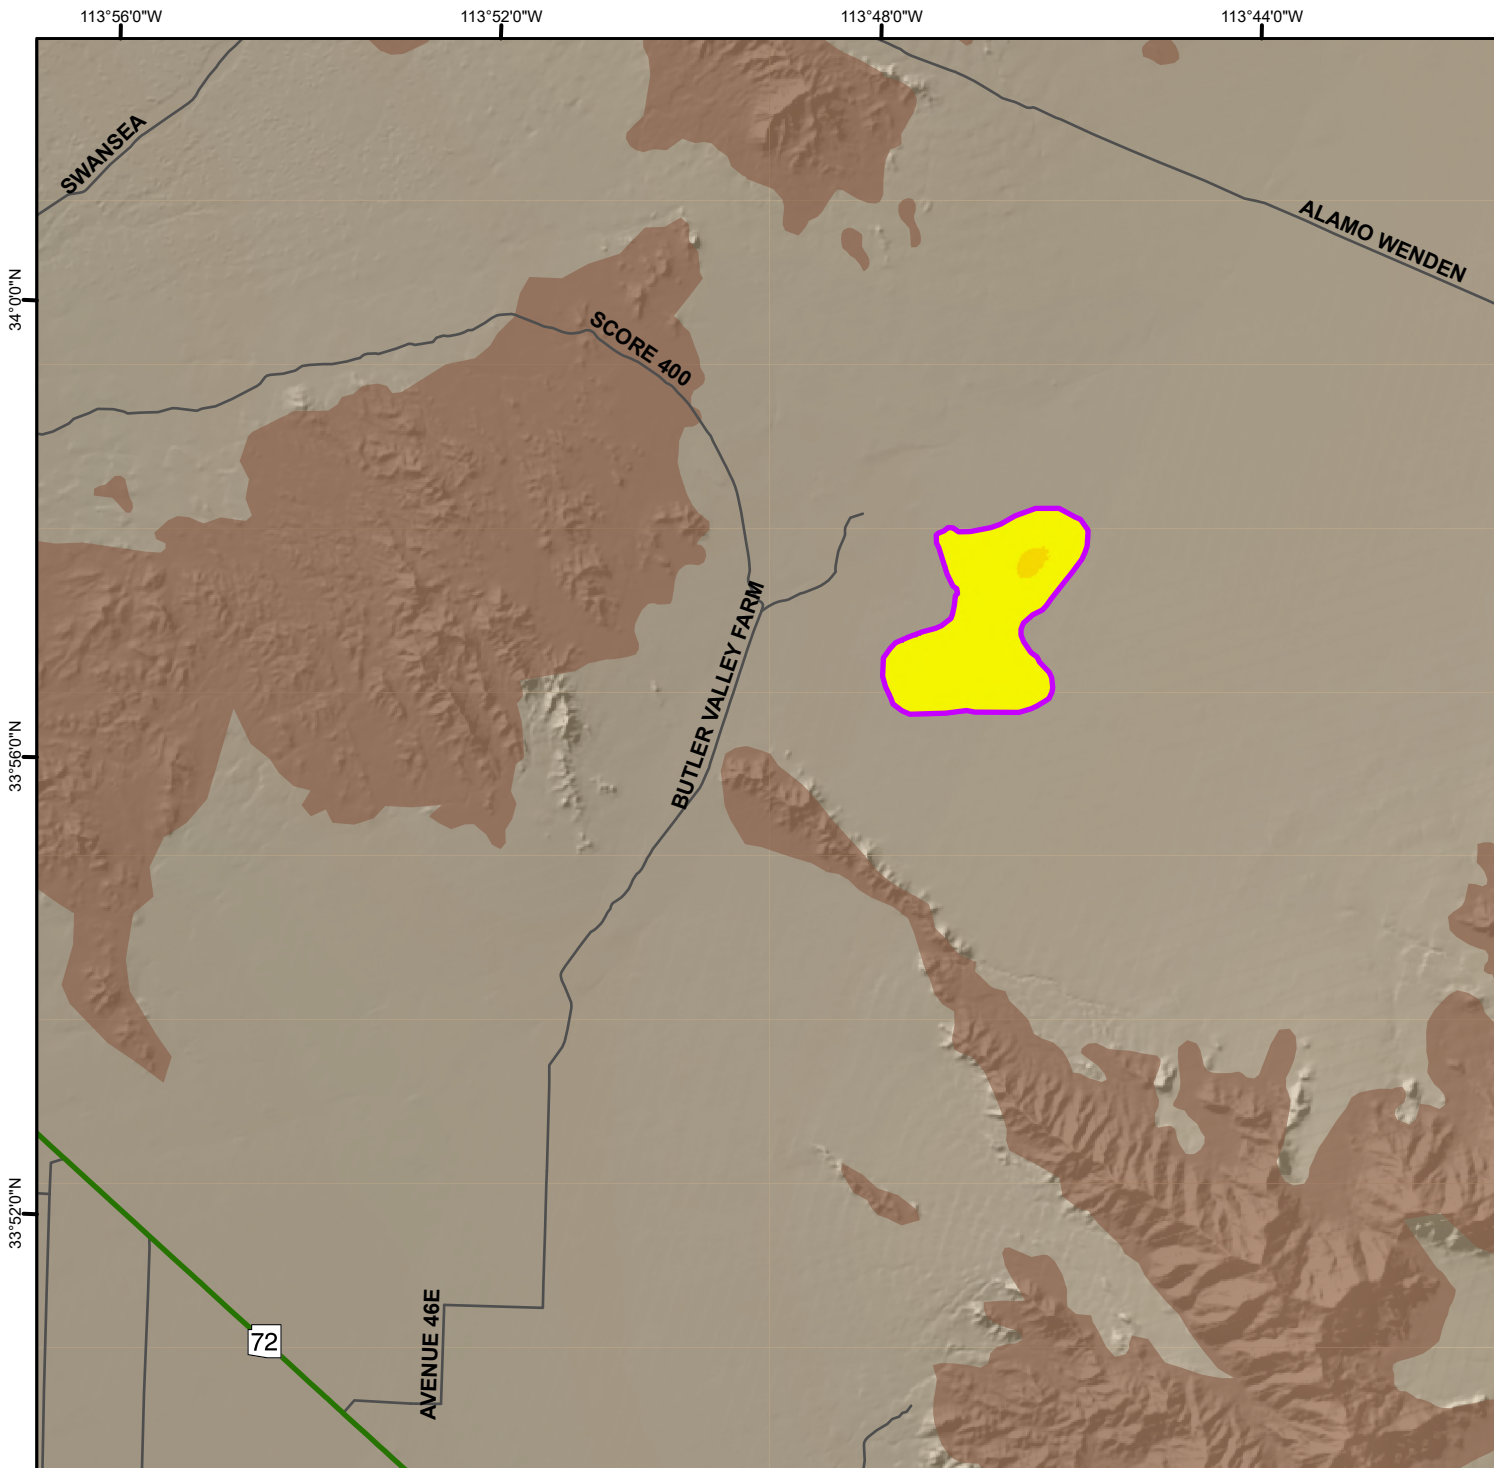 113°56'0"W
113°52'0"W
113°48'0"W
113°44'0"W
SWANSEA
ALAMO WENDEN
34°0'0"N
SCORE 400
BUTLER VALLEY FARM
33°56'0"N
33°52'0"N
AVENUE 46E
72